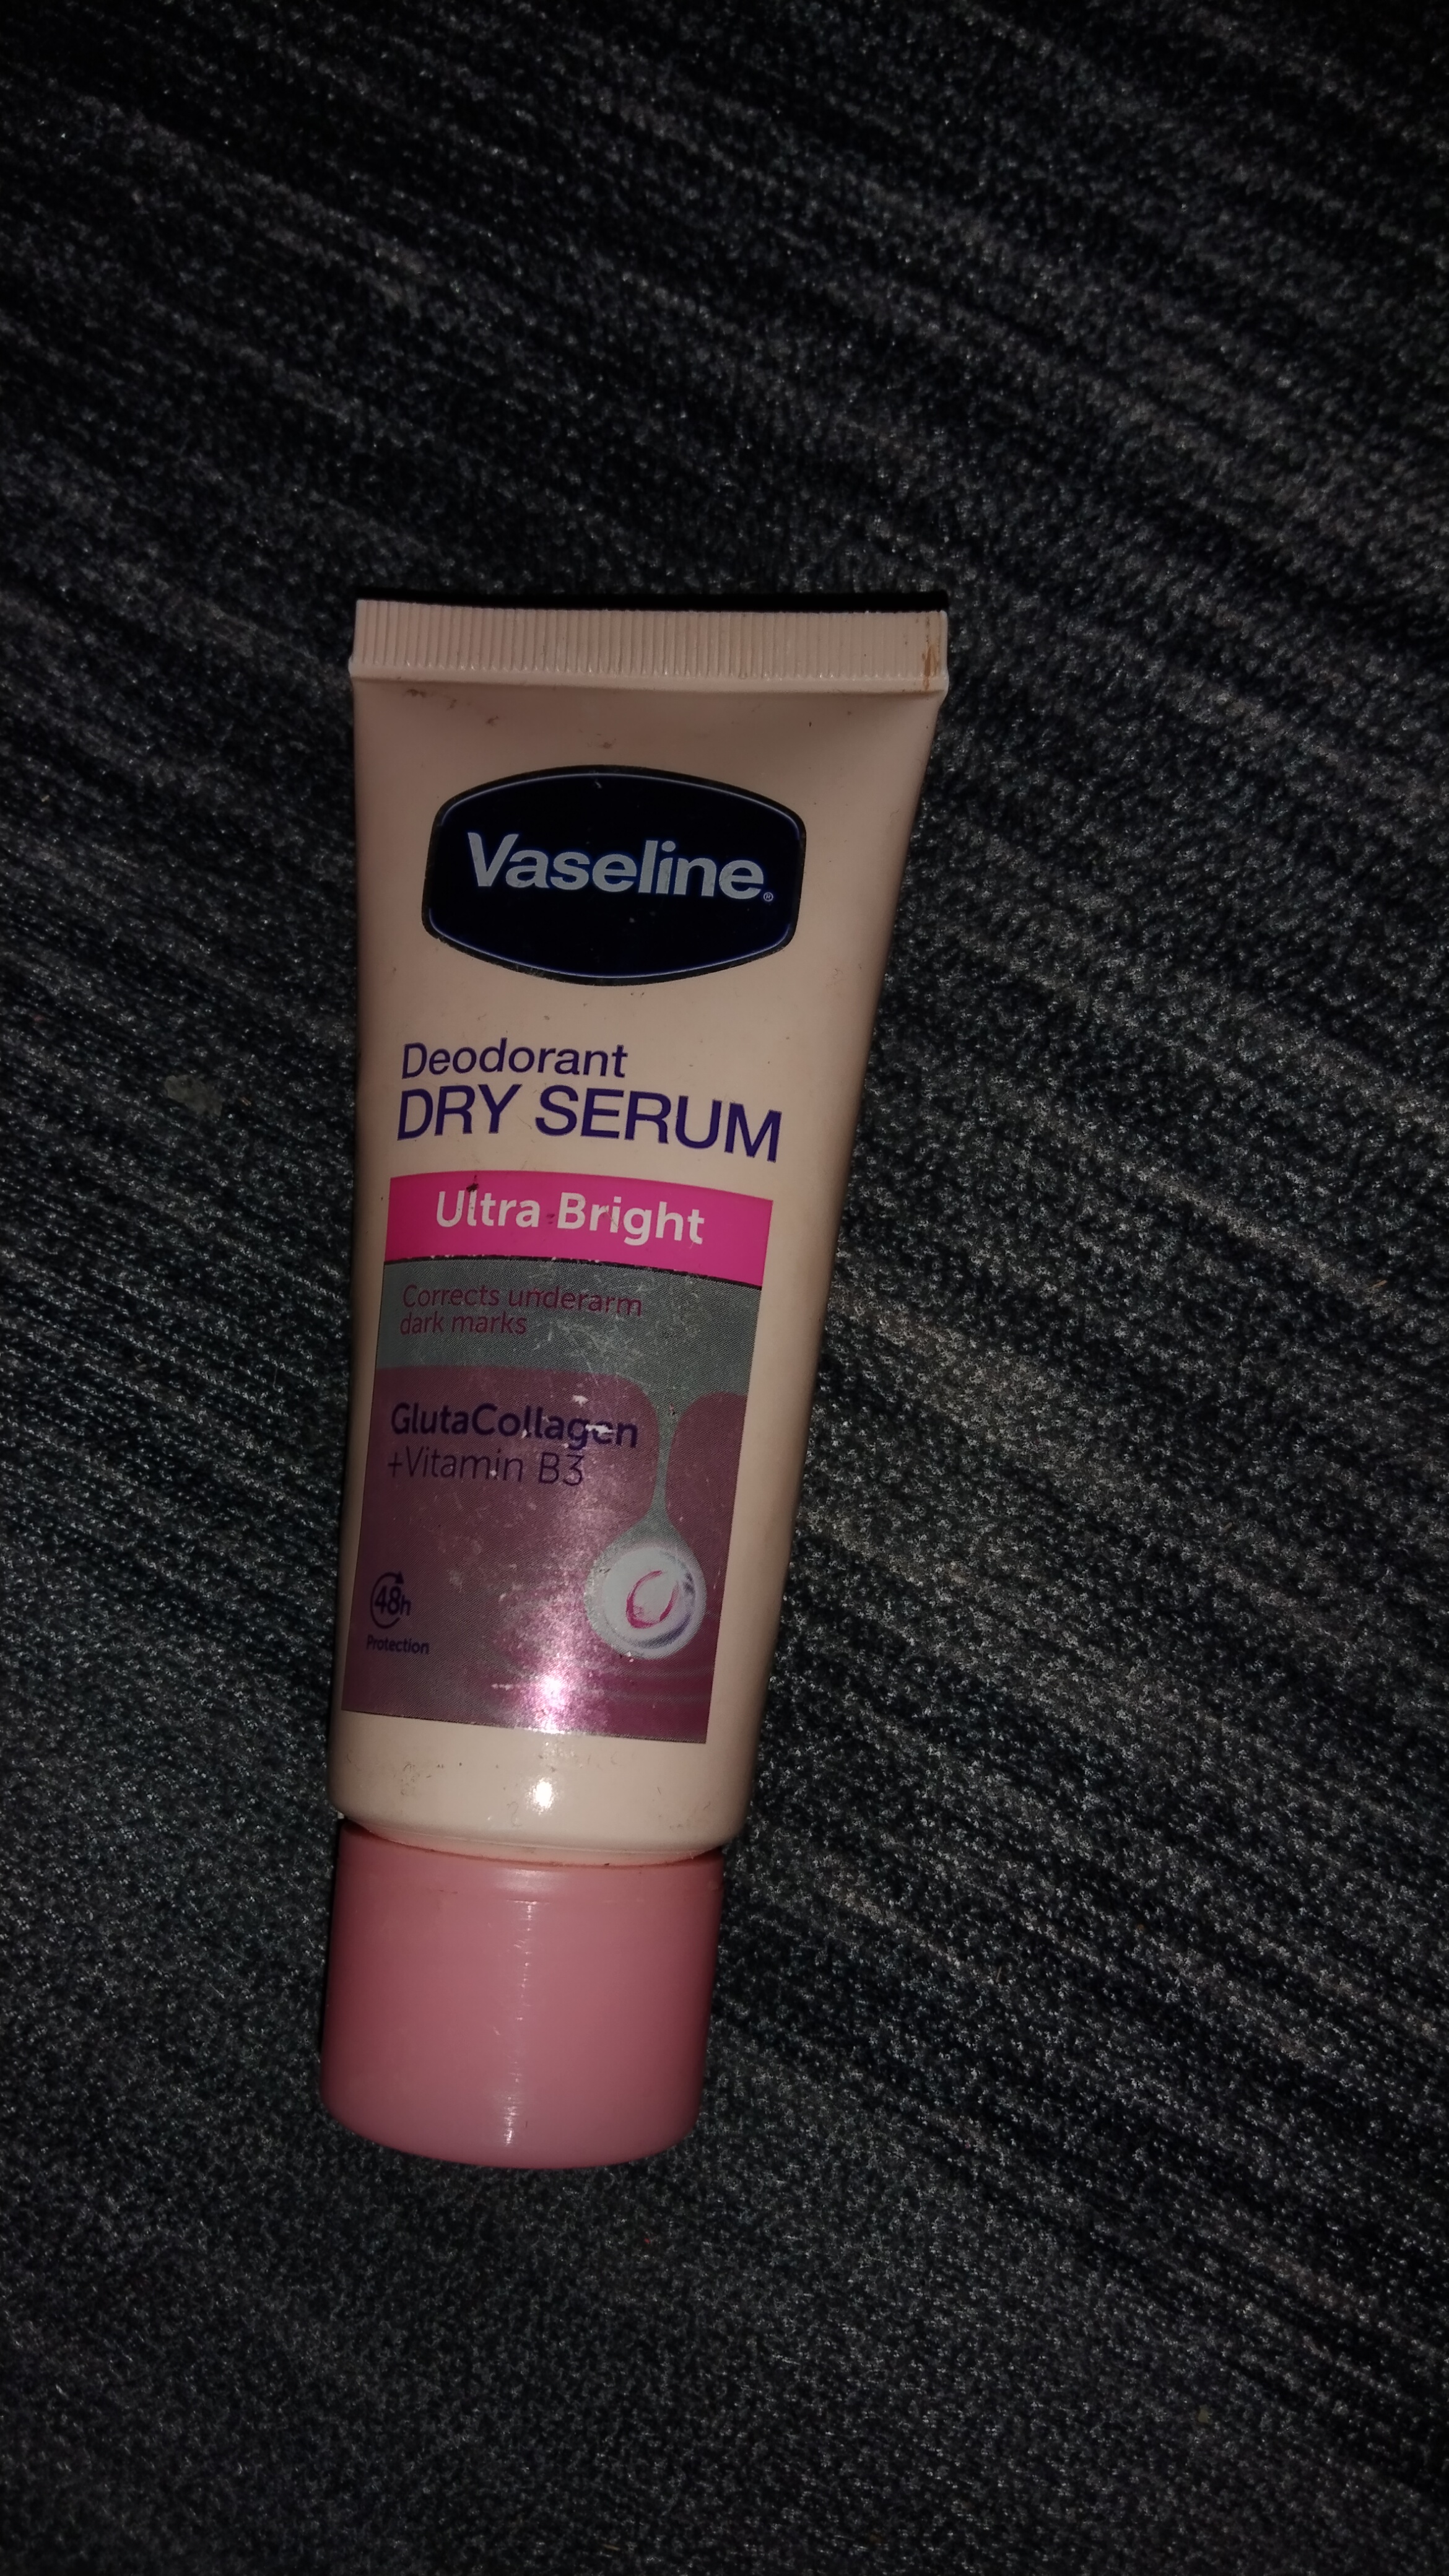 Vaseline®
Deodorant
DRY SERUM
Ultra Bright
Corrects underarm
dark marks
GlutaCollagen
+Vitamin B3
48h
Protection